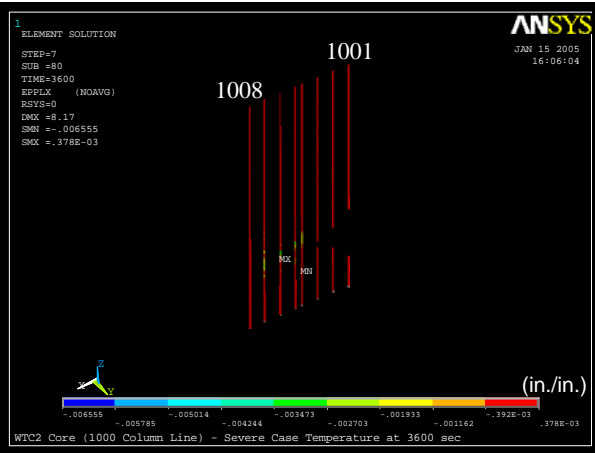 1
ELEMENT SOLUTION
STEP=7
SUB =80
TIME=3600
EPPLX (NOAVG)
RSYS=0
DMX =8.17
SMN =-.006555
SMX =.378E-03
ANSYS
JAN 15 2005
16:06:04
1001
1008
MX
MN
Z
X
Y
(in./in.)
-.006555 -.005014 -.003473 -.001933 -.392E-03
-.005785 -.004244 -.002703 -.001162 .378E-03
WTC2 Core (1000 Column Line) - Severe Case Temperature at 3600 sec